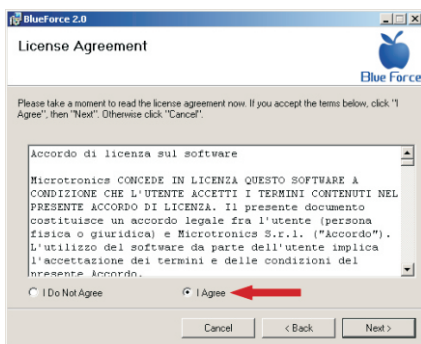 BlueForce 2.0
License Agreement
Blue Force
Please take a moment to read the license agreement now. If you accept the terms below, click "I
Agree", then "Next". Otherwise click "Cancel".
Accordo di licenza sul software
Microtronics CONCEDE IN LICENZA QUESTO SOFTWARE A
CONDIZIONE CHE L'UTENTE ACCETTI I TERMINI CONTENUTI NEL
PRESENTE ACCORDO DI LICENZA. Il presente documento
costituisce un accordo legale fra l'utente (persona
fisica o giuridica) e Microtronics S.r.l. ("Accordo").
L'utilizzo del software da parte dell'utente implica
l'accettazione dei termini e delle condizioni del
presente Accordo.
I Do Not Agree
I Agree
Cancel
< Back
Next >